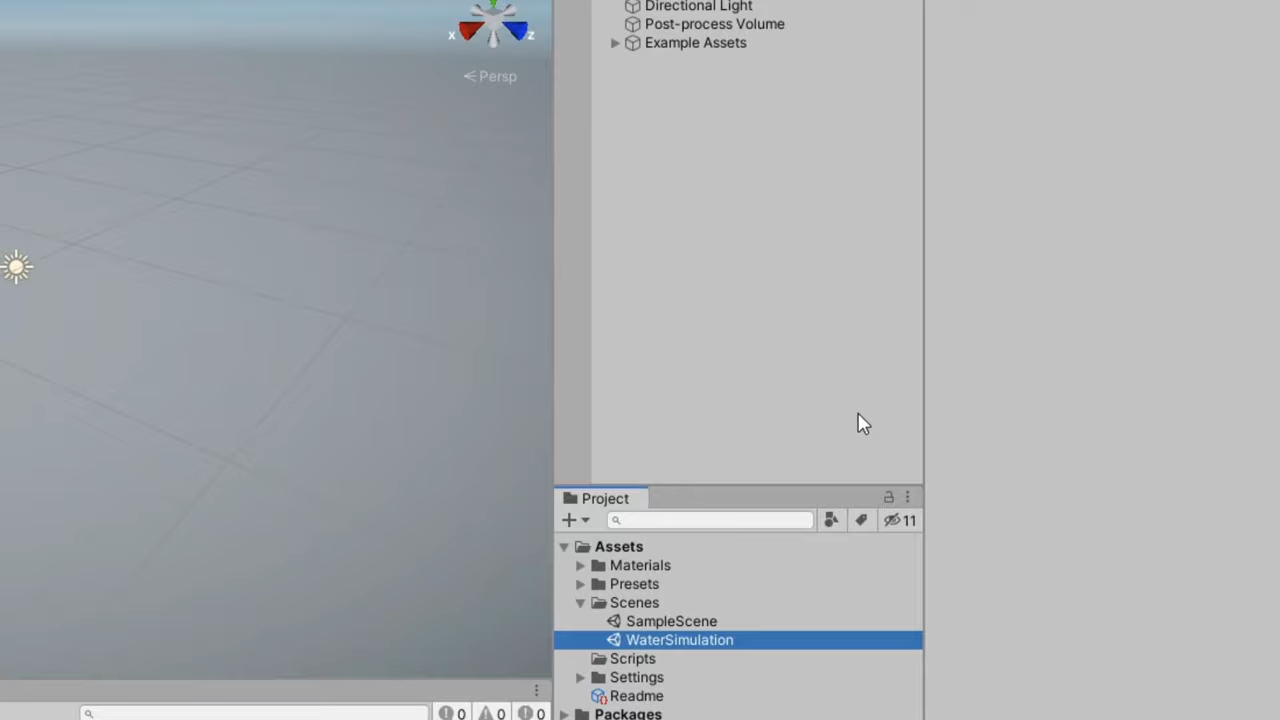 Directional Light
Post-process Volume
Example Assets
x
z
Persp
Project
11
Assets
Materials
Presets
Scenes
SampleScene
WaterSimulation
Scripts
Settings
Readme
0
0
0
Packages